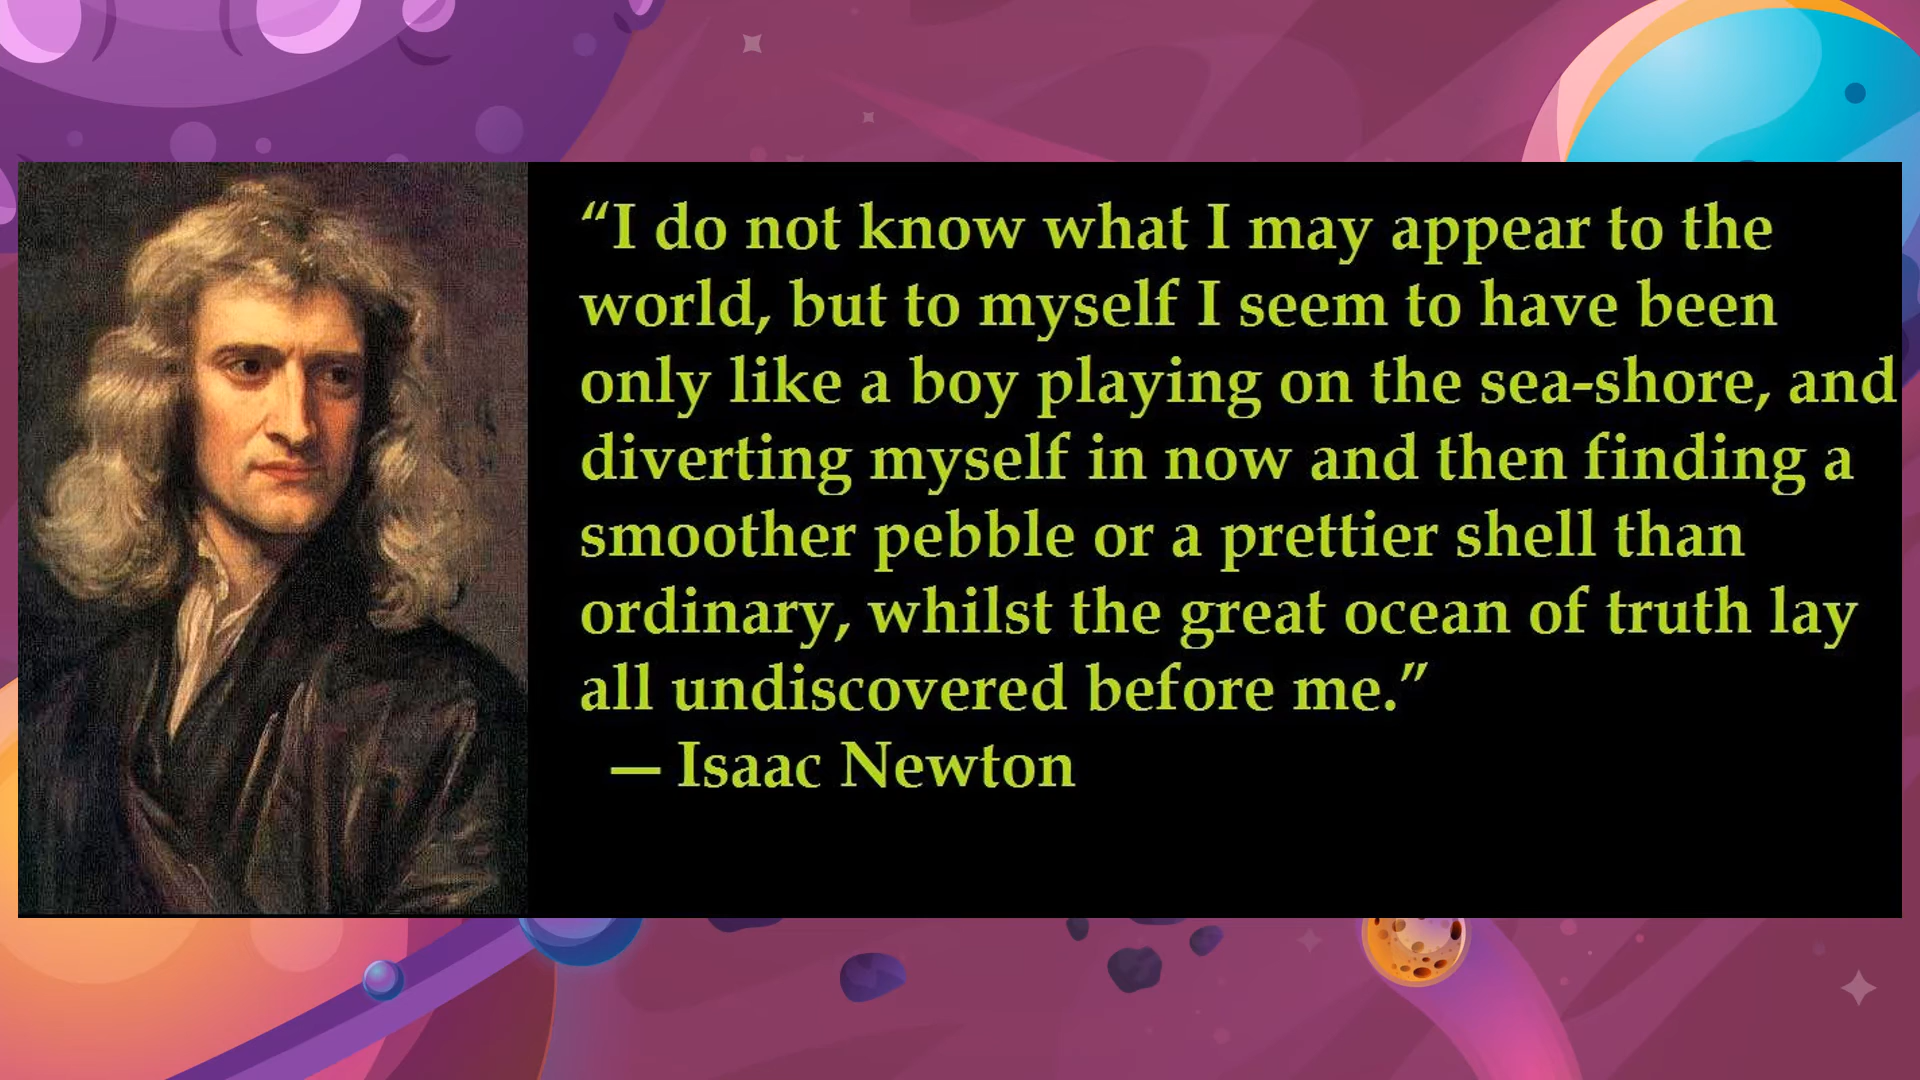 “I do not know what I may appear to the
world, but to myself I seem to have been
only like a boy playing on the sea-shore, and
diverting myself in now and then finding a
smoother pebble or a prettier shell than
ordinary, whilst the great ocean of truth lay
all undiscovered before me.”
— Isaac Newton